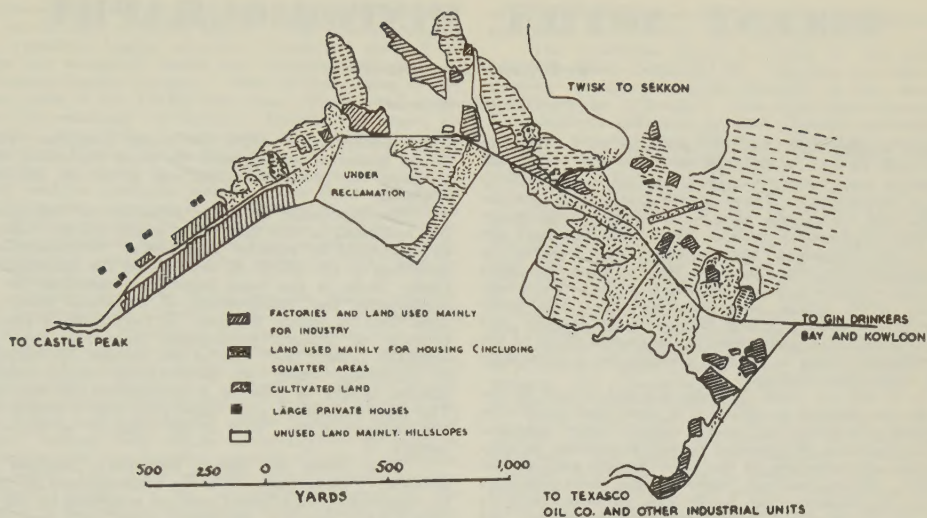 TWISK TO SEKKON
UNDER
RECLAMATION
TO CASTLE PEAK
FACTORIES AND LAND USED MAINLY
FOR INDUSTRY
LAND USED MAINLY FOR HOUSING (INCLUDING
SQUATTER AREAS
CULTIVATED LAND
LARGE PRIVATE HOUSES
UNUSED LAND MAINLY. HILLSLOPES
TO GIN DRINKERS
BAY AND KOWLOON
500 250 0 500 1,000
YARDS
TO TEXASCO
OIL CO. AND OTHER INDUSTRIAL UNITS